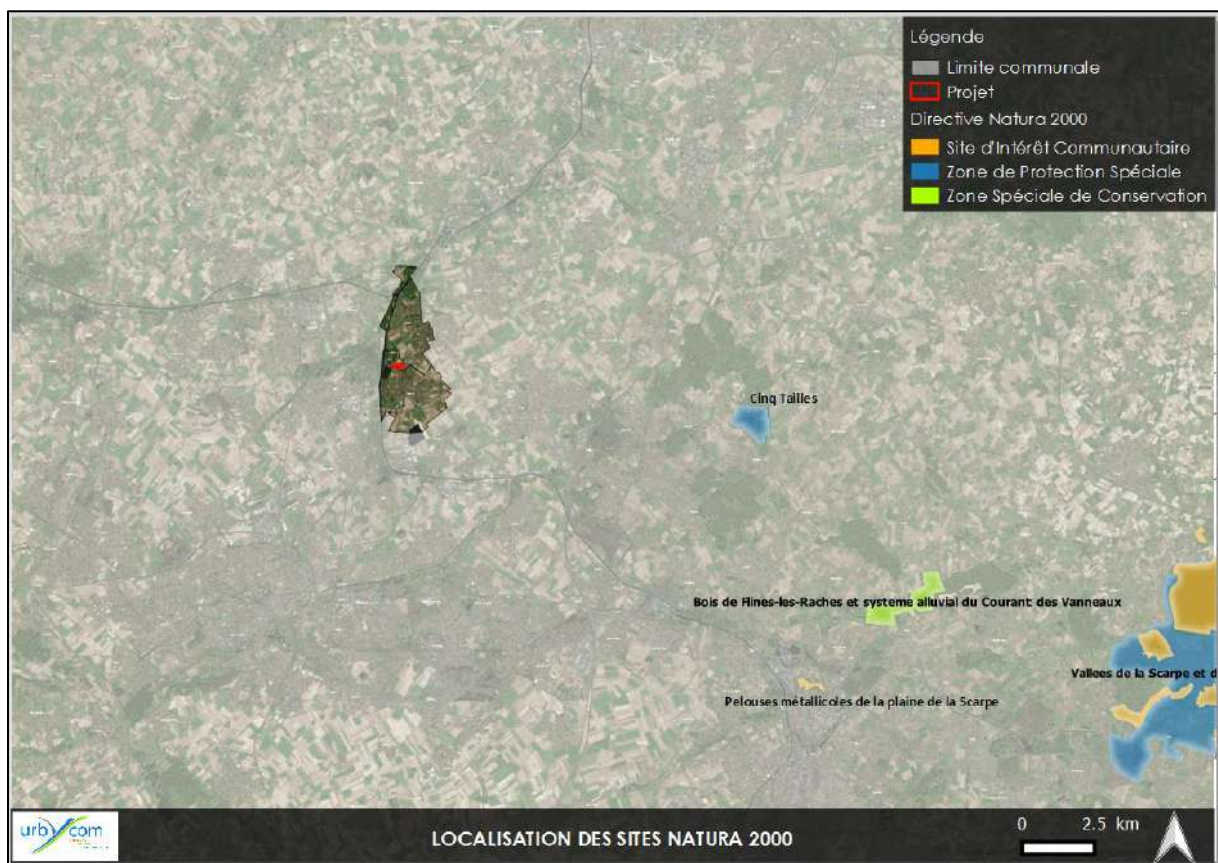 Légende
Limite communale
Projet
Directive Natura 2000
Site d'Intérêt Communautaire
Zone de Protection Spéciale
Zone Spéciale de Conservation
Cinq Tailles
Bois de Flines-les-Raches et systeme alluvial du Courant des Vanneaux
Vallees de la Scarpe et d
Pelouses métallicoles de la plaine de la Scarpe
urbycom
LOCALISATION DES SITES NATURA 2000
0 2.5 km